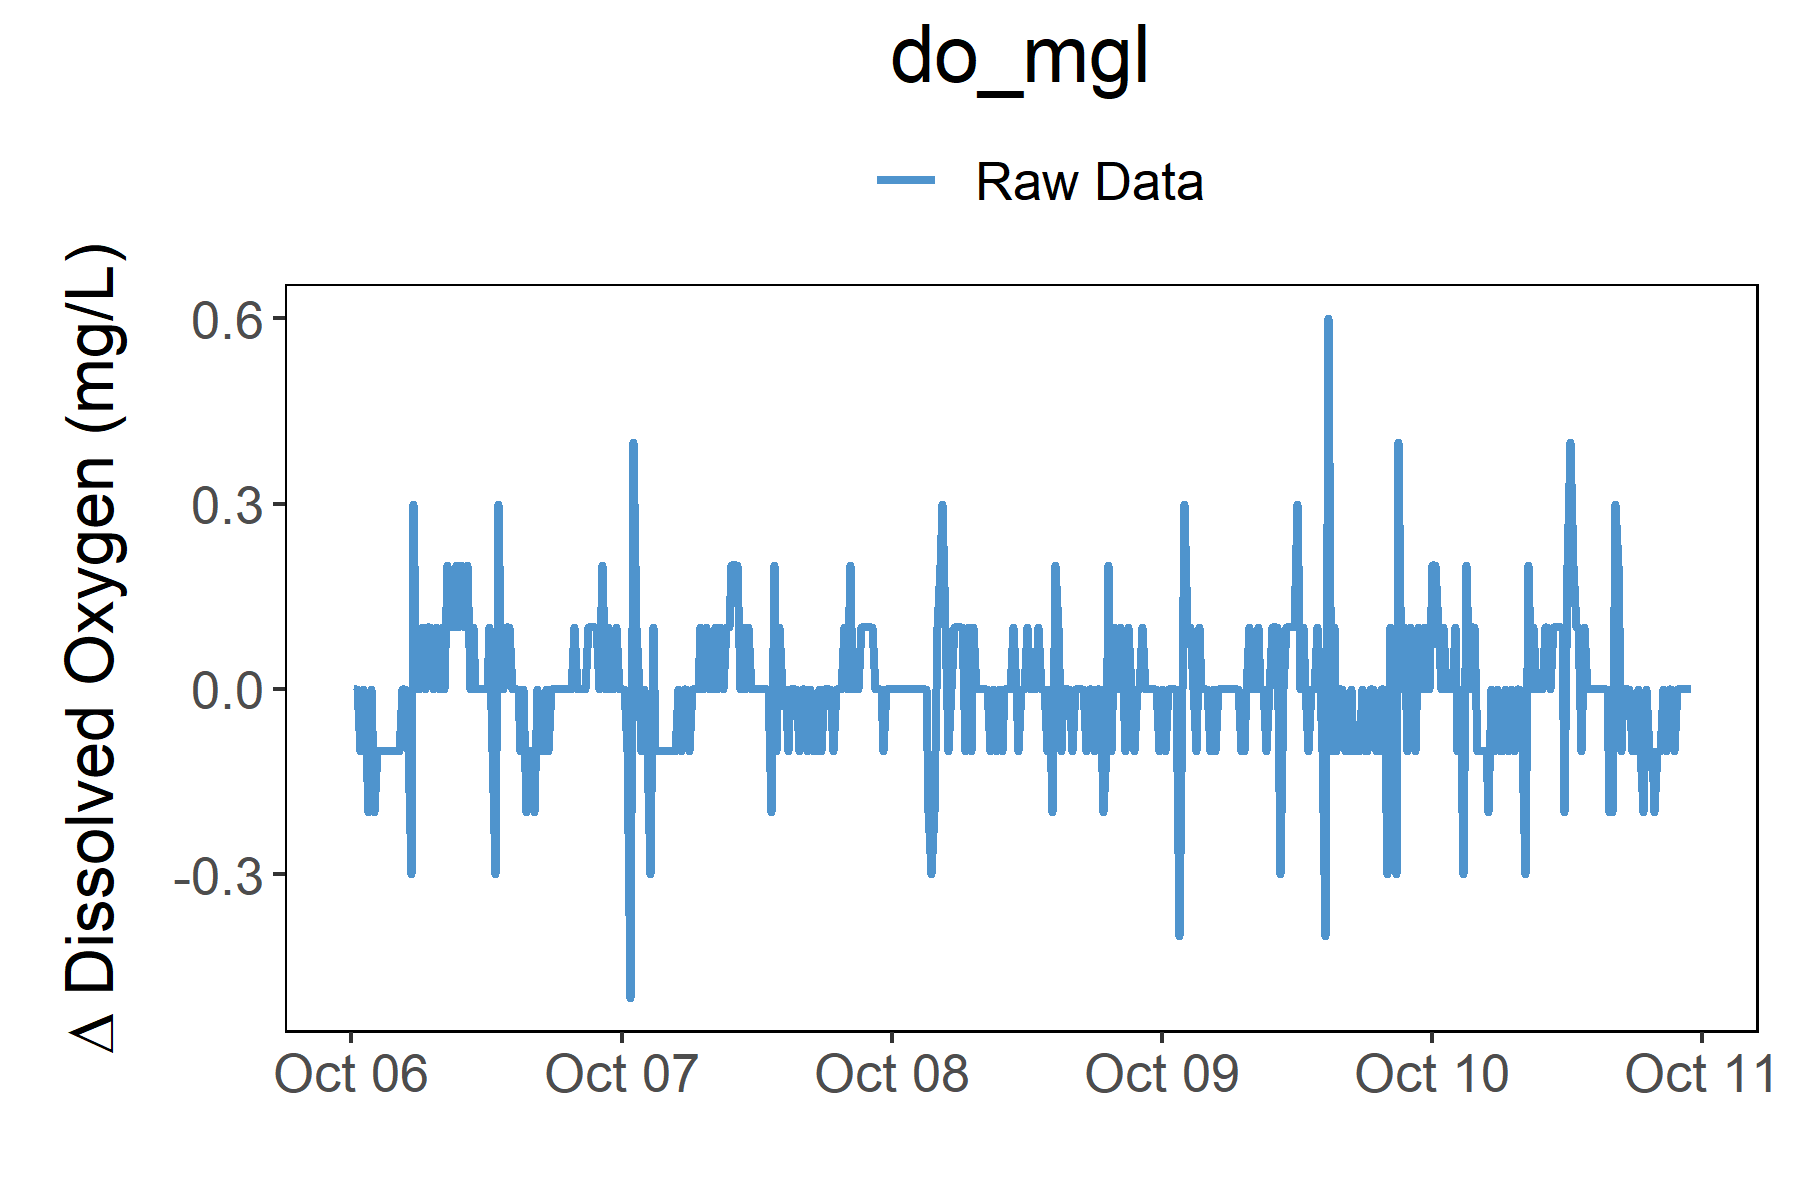 do_mgl
Raw Data
Δ Dissolved Oxygen (mg/L)
0.6
0.3
0.0
-0.3
Oct 06 Oct 07 Oct 08 Oct 09 Oct 10 Oct 11